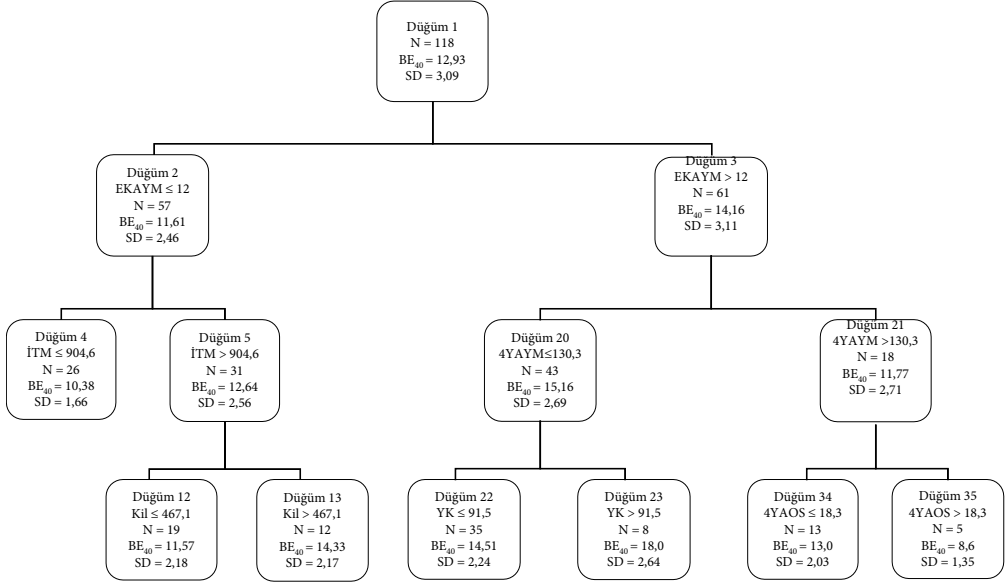 Düğüm 1
N = 118
BE₄₀ = 12,93
SD = 3,09
Düğüm 2
EKAYM ≤ 12
N = 57
BE₄₀ = 11,61
SD = 2,46
Düğüm 3
EKAYM > 12
N = 61
BE₄₀ = 14,16
SD = 3,11
Düğüm 4
İTM ≤ 904,6
N = 26
BE₄₀ = 10,38
SD = 1,66
Düğüm 5
İTM > 904,6
N = 31
BE₄₀ = 12,64
SD = 2,56
Düğüm 20
4YAYM≤130,3
N = 43
BE₄₀ = 15,16
SD = 2,69
Düğüm 21
4YAYM >130,3
N = 18
BE₄₀ = 11,77
SD = 2,71
Düğüm 12
Kil ≤ 467,1
N = 19
BE₄₀ = 11,57
SD = 2,18
Düğüm 13
Kil > 467,1
N = 12
BE₄₀ = 14,33
SD = 2,17
Düğüm 22
YK ≤ 91,5
N = 35
BE₄₀ = 14,51
SD = 2,24
Düğüm 23
YK > 91,5
N = 8
BE₄₀ = 18,0
SD = 2,64
Düğüm 34
4YAOS ≤ 18,3
N = 13
BE₄₀ = 13,0
SD = 2,03
Düğüm 35
4YAOS > 18,3
N = 5
BE₄₀ = 8,6
SD = 1,35